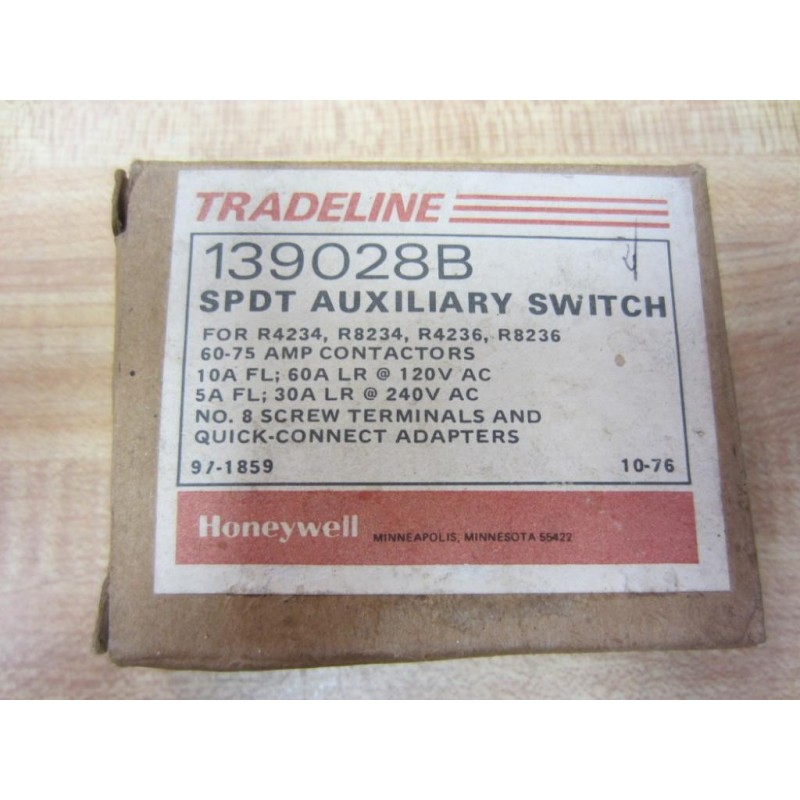 TRADELINE
139028B
SPDT AUXILIARY SWITCH
FOR R4234, R8234, R4236, R8236
60-75 AMP CONTACTORS
10A FL; 60A LR @ 120V AC
5A FL; 30A LR @ 240V AC
NO. 8 SCREW TERMINALS AND
QUICK-CONNECT ADAPTERS
97-1859 10-76
Honeywell MINNEAPOLIS, MINNESOTA 55422